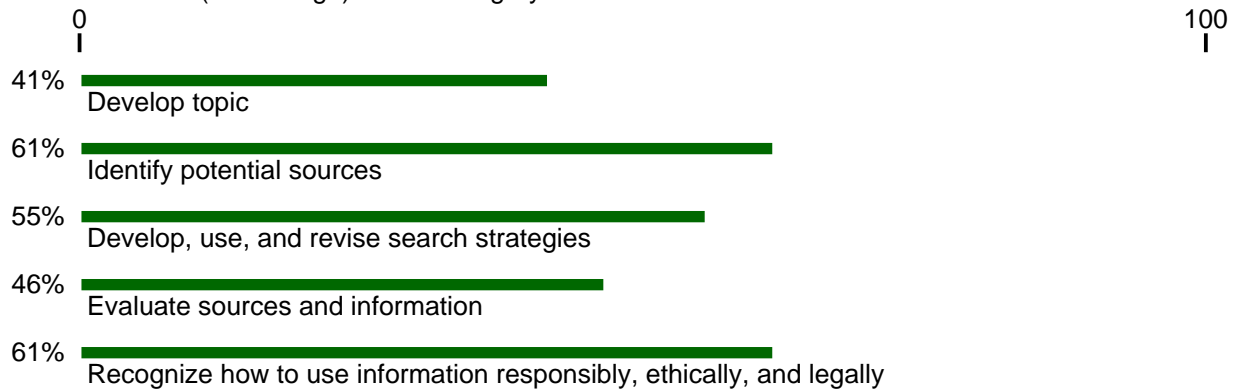 0 100
41%
Develop topic
61%
Identify potential sources
55%
Develop, use, and revise search strategies
46%
Evaluate sources and information
61%
Recognize how to use information responsibly, ethically, and legally